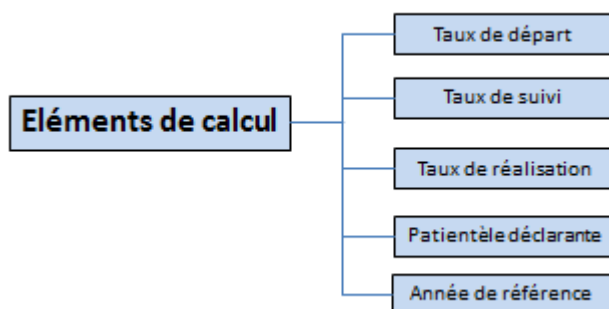 Eléments de calcul
Taux de départ
Taux de suivi
Taux de réalisation
Patientèle déclarante
Année de référence